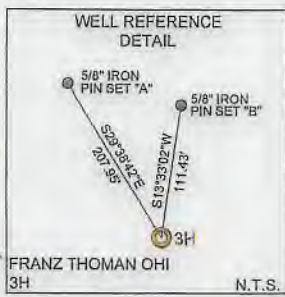 WELL REFERENCE
DETAIL
5/8" IRON
PIN SET "A"
5/8" IRON
PIN SET "B"
S29°38'42"E
207.95'
S13°33'02"W
111.43'
3H
FRANZ THOMAN OHI
3H
N.T.S.